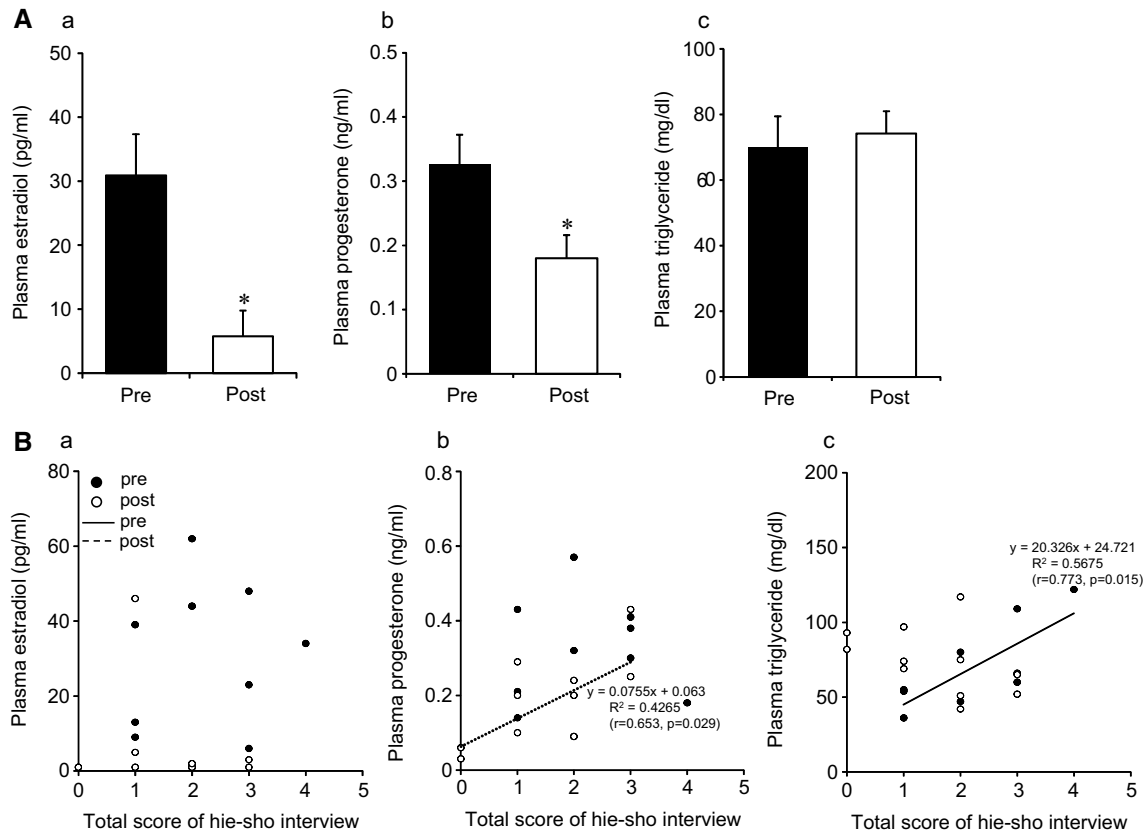 A
a
Plasma estradiol (pg/ml)
50
40
30
20
10
0
*
Pre Post
b
Plasma progesterone (ng/ml)
0.4
0.3
0.2
0.1
0
*
Pre Post
c
Plasma triglyceride (mg/dl)
100
80
60
40
20
0
Pre Post
B
a
Plasma estradiol (pg/ml)
80
60
40
20
0
pre
post
pre
post
0 1 2 3 4 5
Total score of hie-sho interview
b
Plasma progesterone (ng/ml)
0.8
0.6
0.4
0.2
0
y = 0.0755x + 0.063
R² = 0.4265
(r=0.653, p=0.029)
0 1 2 3 4 5
Total score of hie-sho interview
c
Plasma triglyceride (mg/dl)
200
150
100
50
0
y = 20.326x + 24.721
R² = 0.5675
(r=0.773, p=0.015)
0 1 2 3 4 5
Total score of hie-sho interview